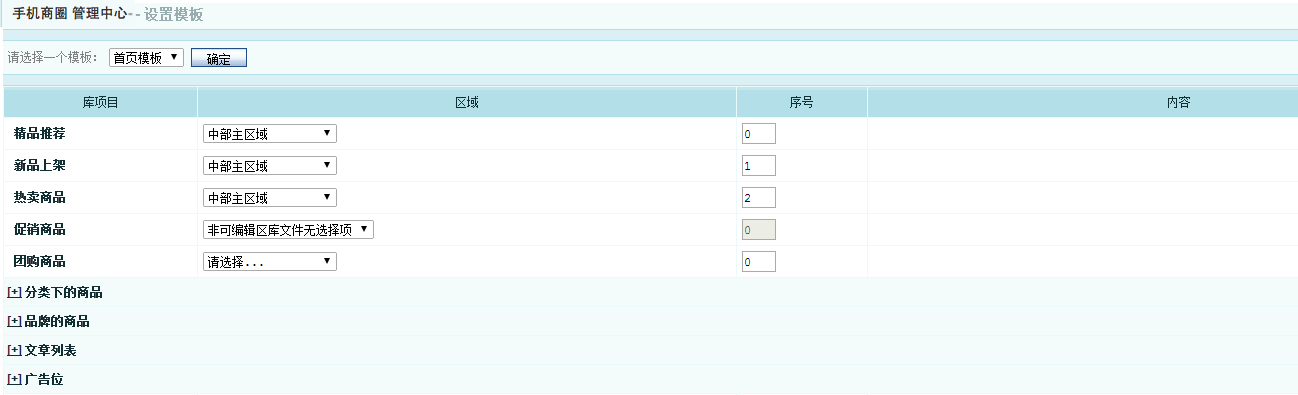 手机商圈 管理中心- - 设置模板
请选择一个模板： 首页模板 确定
库项目 区域 序号 内容
精品推荐 中部主区域 0
新品上架 中部主区域 1
热卖商品 中部主区域 2
促销商品 非可编辑区库文件无选择项 0
团购商品 请选择... 0
[+] 分类下的商品
[+] 品牌的商品
[+] 文章列表
[+] 广告位